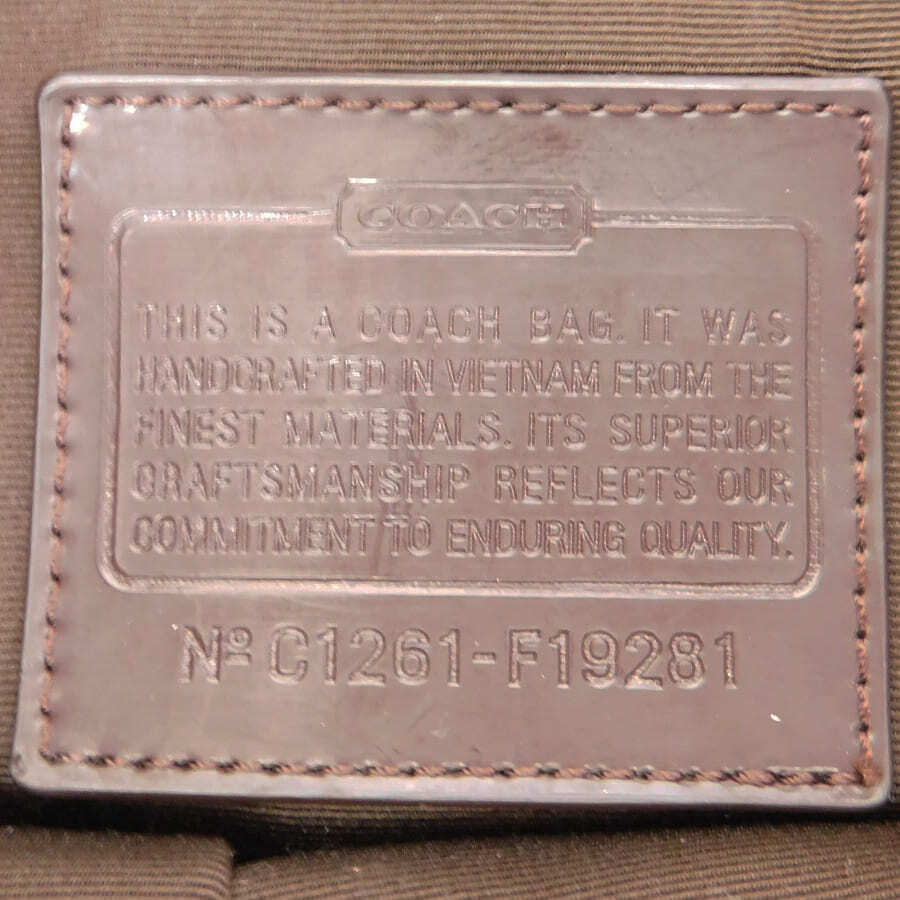 COACH
THIS IS A COACH BAG. IT WAS
HANDCRAFTED IN VIETNAM FROM THE
FINEST MATERIALS. ITS SUPERIOR
CRAFTSMANSHIP REFLECTS OUR
COMMITMENT TO ENDURING QUALITY.
Nº C1261-F19281